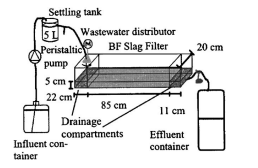 Settling tank
5 L
Wastewater distributor
M
Peristaltic
pump
BF Slag Filter
20 cm
5 cm
22 cm
85 cm
11 cm
Drainage
compartments
Influent con-
tainer
Effluent
container